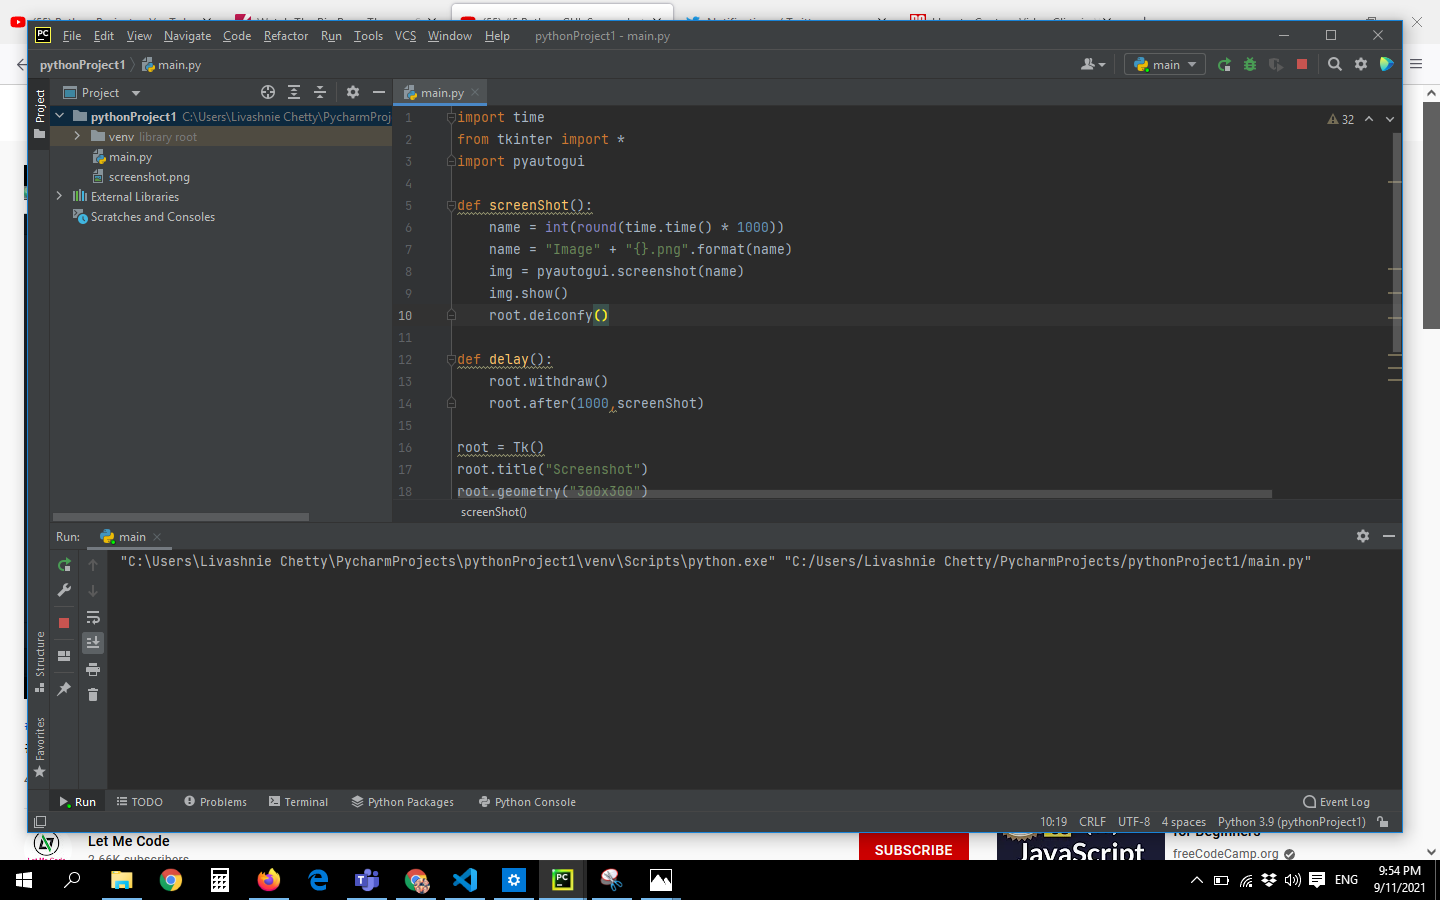 File Edit View Navigate Code Refactor Run Tools VCS Window Help pythonProject1 - main.py
pythonProject1 main.py
main
Project
Project
main.py
pythonProject1 C:\Users\Livashnie Chetty\PycharmProj
venv library root
main.py
screenshot.png
External Libraries
Scratches and Consoles
32
1 import time
2 from tkinter import *
3 import pyautogui
4
5 def screenShot():
6 name = int(round(time.time() * 1000))
7 name = "Image" + "{}.png".format(name)
8 img = pyautogui.screenshot(name)
9 img.show()
10 root.deiconfy()
11
12 def delay():
13 root.withdraw()
14 root.after(1000,screenShot)
15
16 root = Tk()
17 root.title("Screenshot")
18 root.geometry("300x300")
screenShot()
Run: main
"C:\Users\Livashnie Chetty\PycharmProjects\pythonProject1\venv\Scripts\python.exe" "C:/Users/Livashnie Chetty/PycharmProjects/pythonProject1/main.py"
Structure
Favorites
Run TODO Problems Terminal Python Packages Python Console Event Log
10:19 CRLF UTF-8 4 spaces Python 3.9 (pythonProject1)
Let Me Code
2.66K subscribers
SUBSCRIBE
JavaScript
for Beginners
freeCodeCamp.org
ENG
9:54 PM
9/11/2021